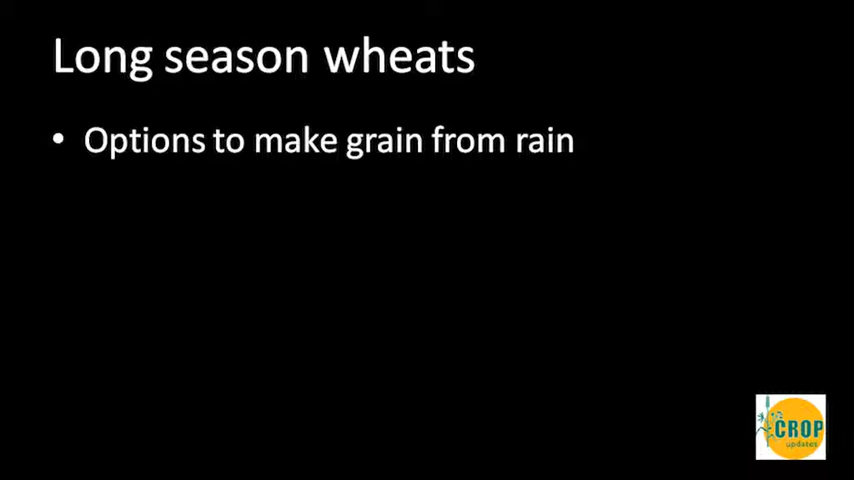 Long season wheats
• Options to make grain from rain
CROP
updates